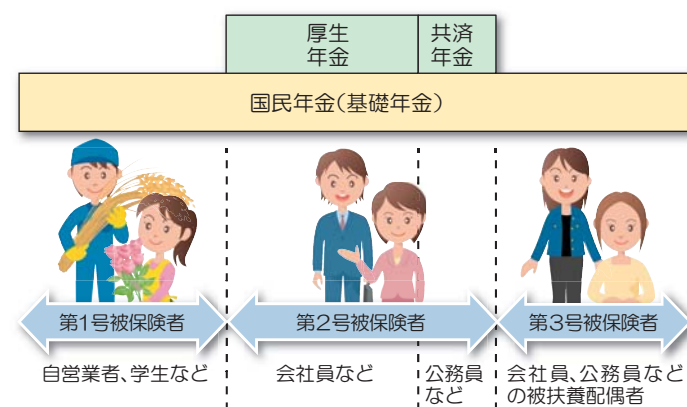 厚生
年金
共済
年金
国民年金(基礎年金)
第1号被保険者
第2号被保険者
第3号被保険者
自営業者、学生など
会社員など
公務員
など
会社員、公務員など
の被扶養配偶者